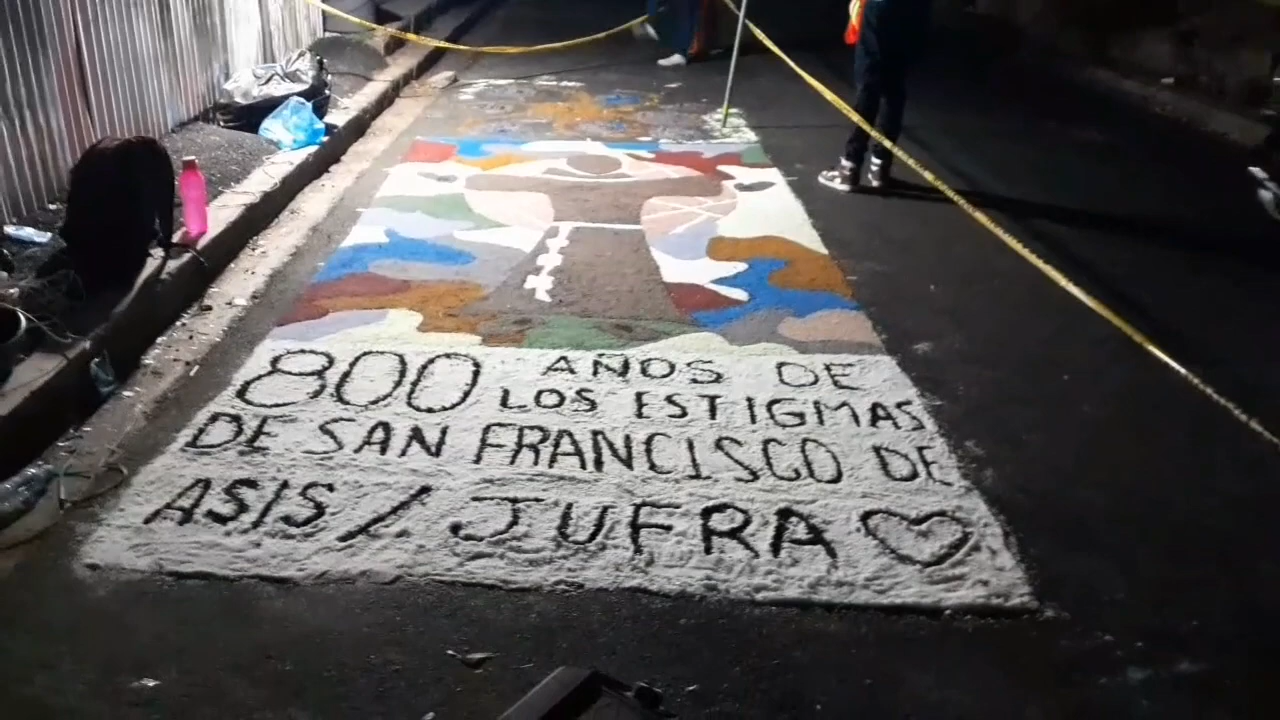 800 AÑOS DE
LOS ESTIGMAS
DE SAN FRANCISCO DE
ASIS / JUFRA